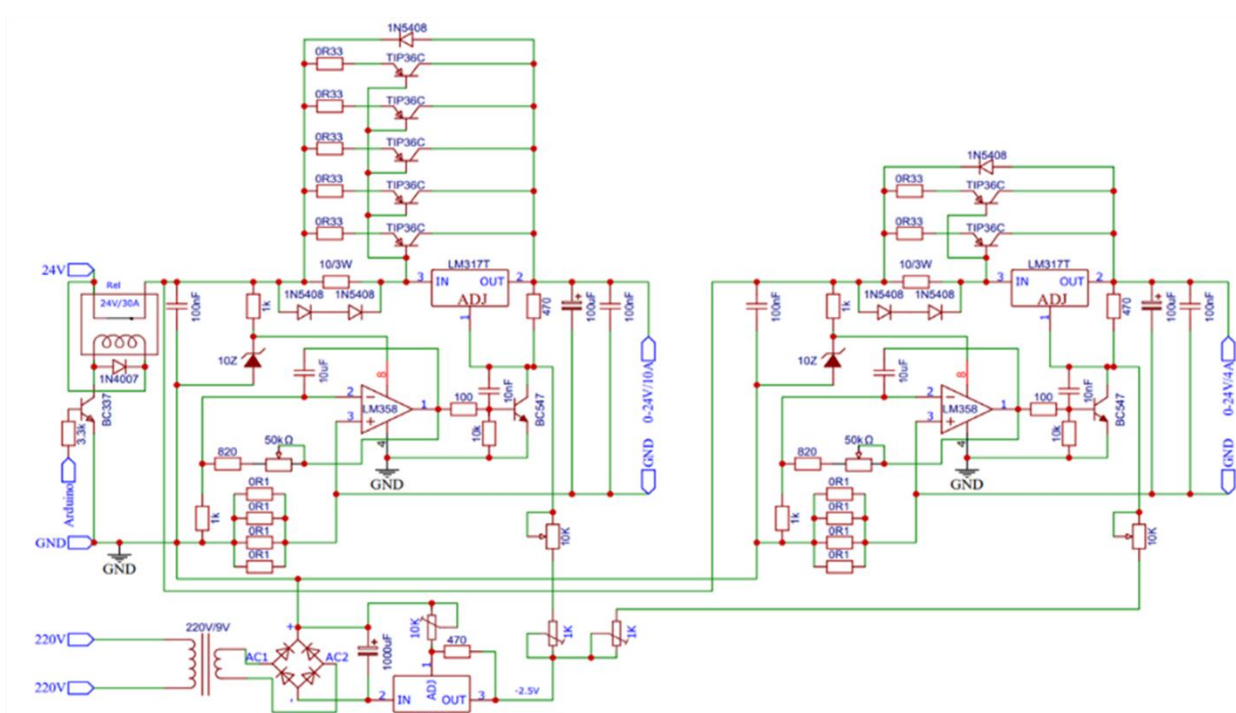 1N5408
0R33
TIP36C
0R33
TIP36C
0R33
TIP36C
0R33
TIP36C
0R33
TIP36C
24V
Rel
24V/30A
1N4007
BC337
3.3k
Arduino
GND
GND
100nF
1k
10Z
10/3W
1N5408 1N5408
3 IN OUT 2
LM317T
ADJ
1
470
100uF
100nF
0-24V/10A
GND
10uF
8
2
3
LM358
1
4
GND
100
10nF
10k
BC547
820
50kΩ
1k
0R1
0R1
0R1
0R1
10K
1N5408
0R33
TIP36C
0R33
TIP36C
100nF
1k
10Z
10/3W
1N5408 1N5408
3 IN OUT 2
LM317T
ADJ
1
470
100uF
100nF
0-24V/4A
GND
10uF
8
2
3
LM358
1
4
GND
100
10nF
10k
BC547
820
50kΩ
1k
0R1
0R1
0R1
0R1
10K
220V
220V
220V/9V
+
AC1
AC2
-
1000uF
10K
470
1
2 IN ADJ OUT 3
-2.5V
1K
1K